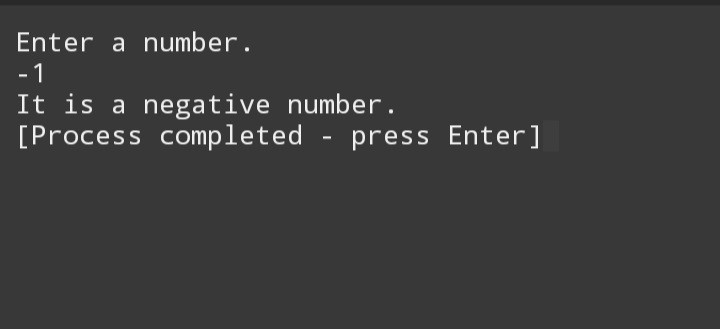 Enter a number.
-1
It is a negative number.
[Process completed - press Enter]